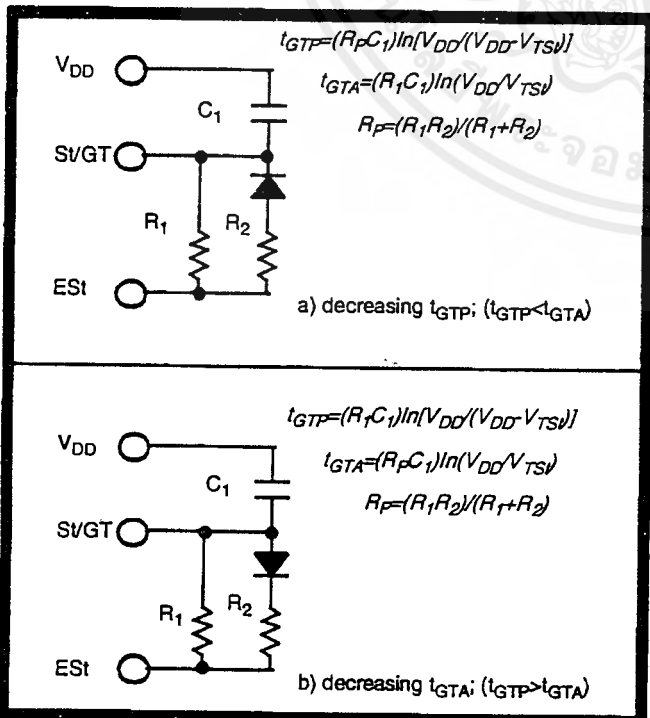 t_GTP=(R_PC_1)ln[V_DD/(V_DD-V_TSt)]
V_DD
t_GTA=(R_1C_1)ln(V_DD/V_TSt)
C_1
R_P=(R_1R_2)/(R_1+R_2)
St/GT
R_1
R_2
ESt
a) decreasing t_GTP; (t_GTP<t_GTA)
t_GTP=(R_1C_1)ln[V_DD/(V_DD-V_TSt)]
V_DD
t_GTA=(R_PC_1)ln(V_DD/V_TSt)
C_1
R_P=(R_1R_2)/(R_1+R_2)
St/GT
R_1
R_2
ESt
b) decreasing t_GTA; (t_GTP>t_GTA)